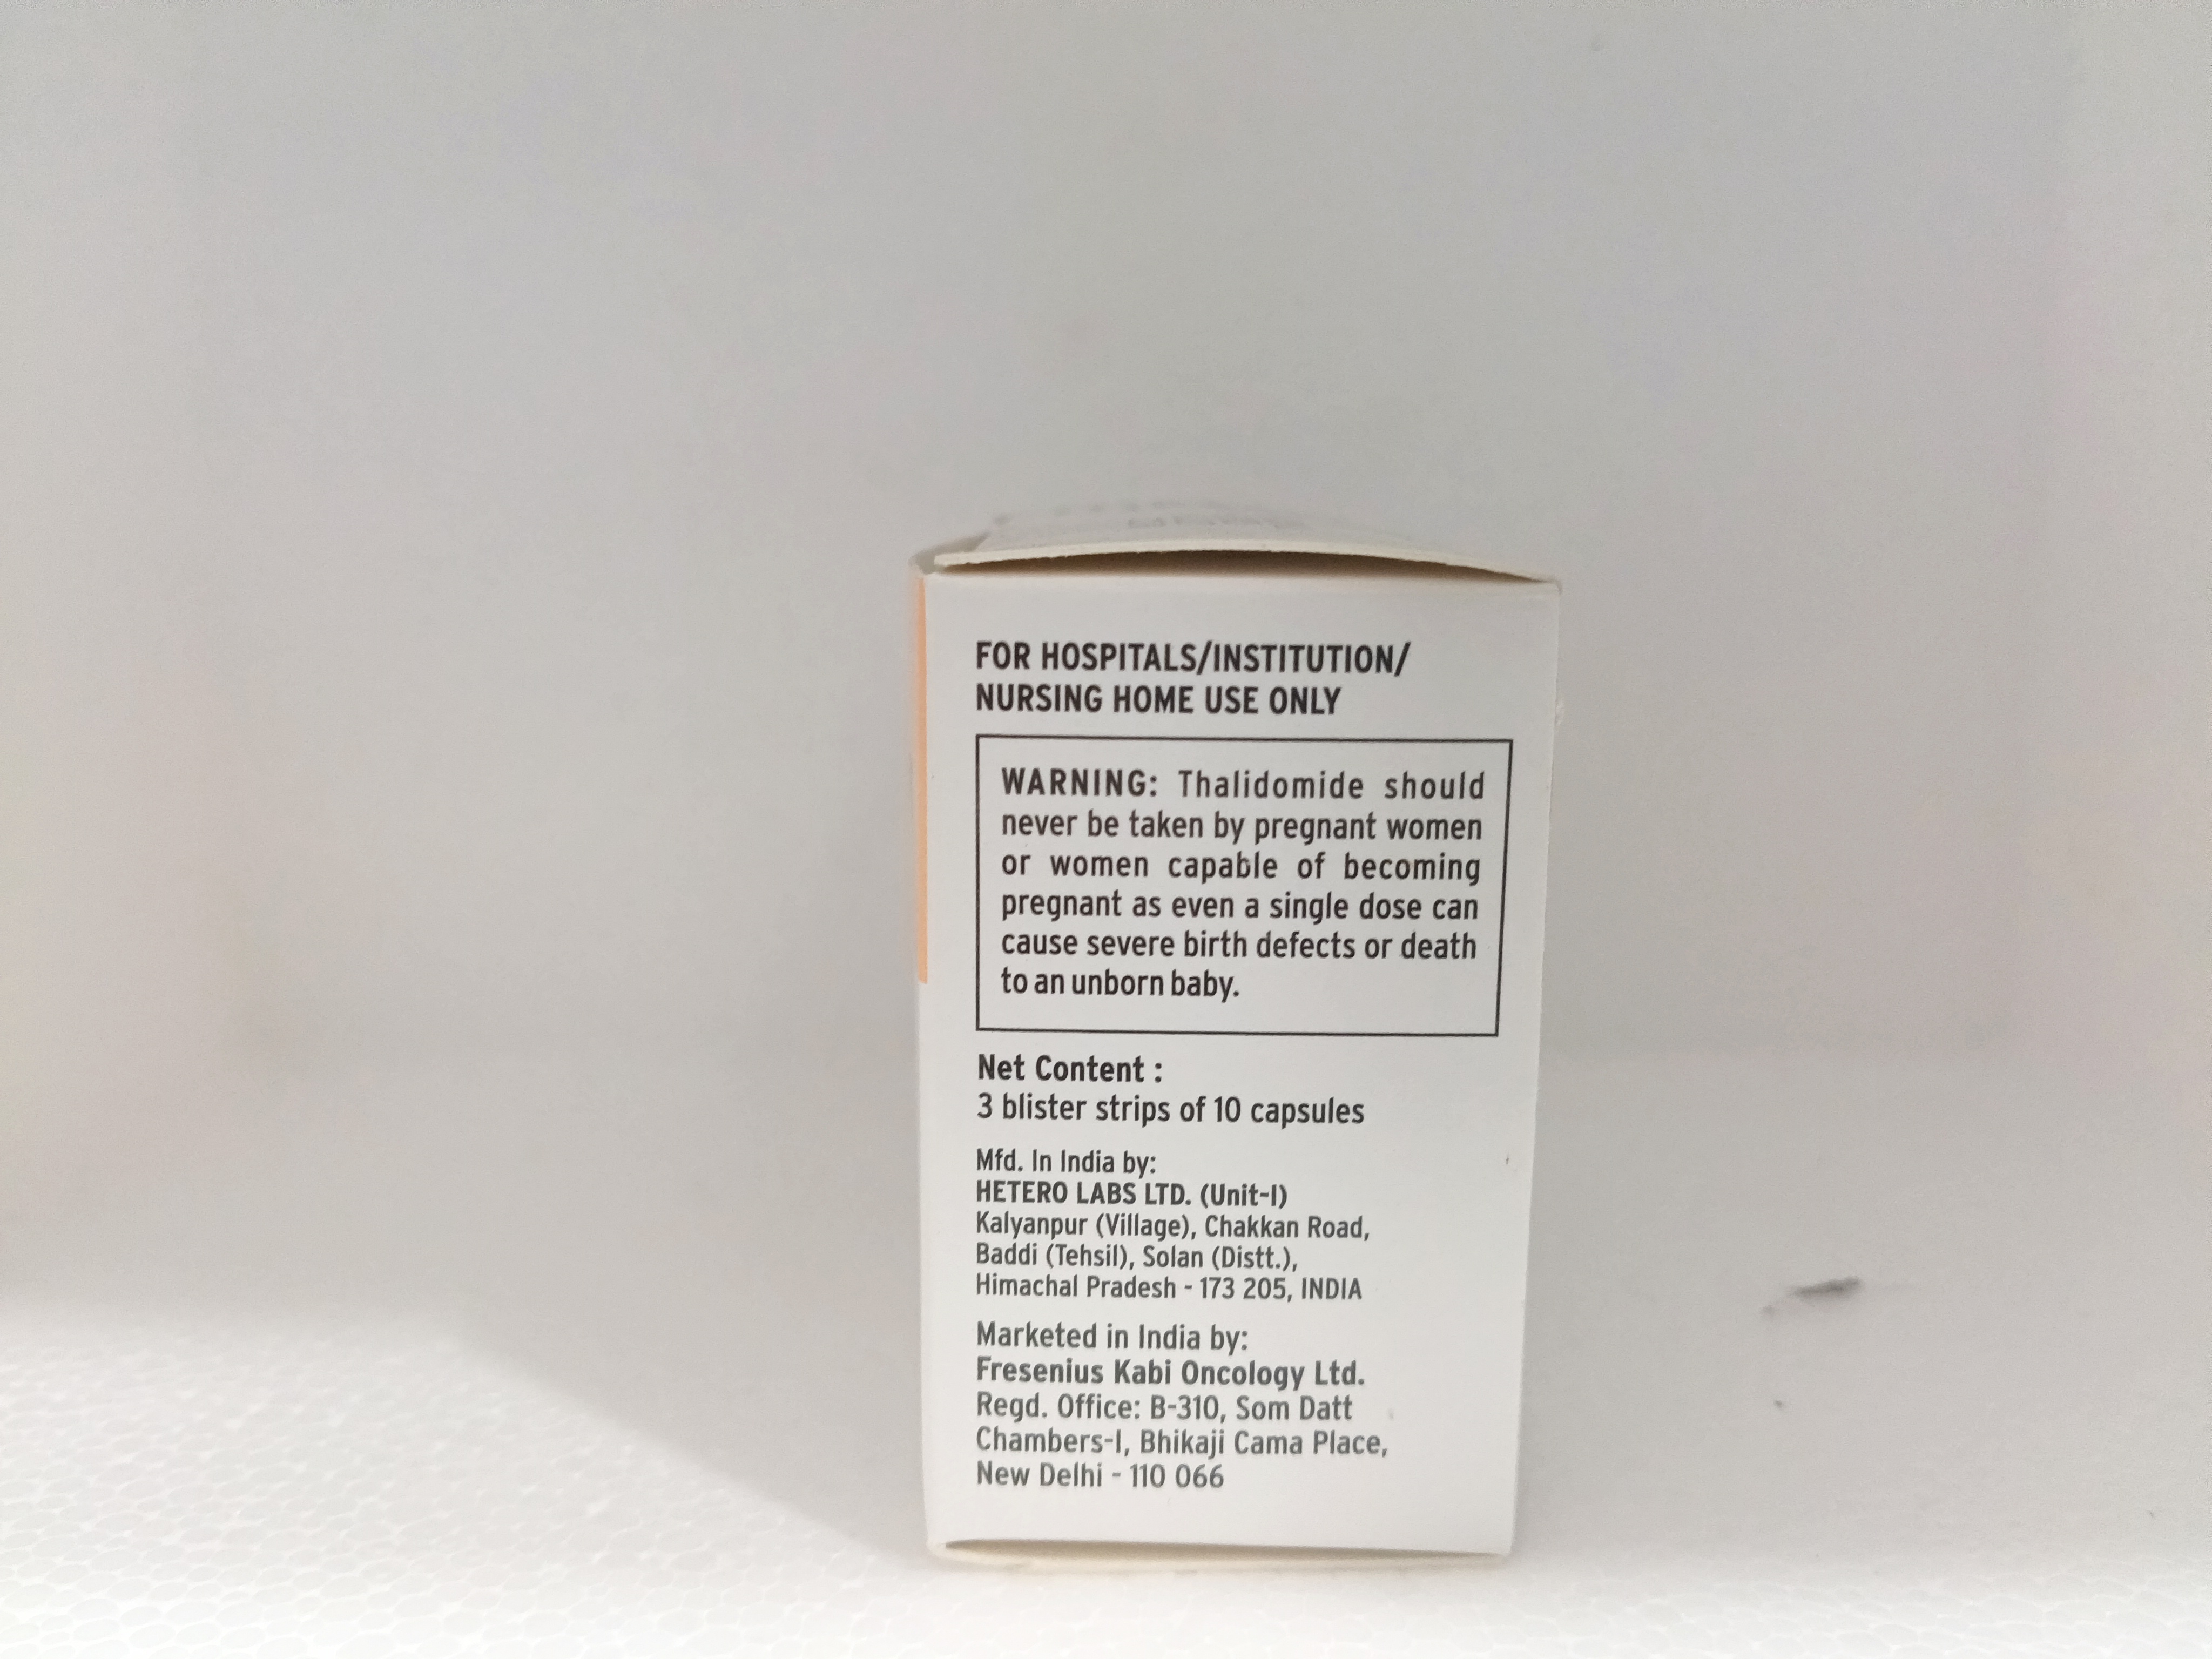 FOR HOSPITALS/INSTITUTION/
NURSING HOME USE ONLY
WARNING: Thalidomide should
never be taken by pregnant women
or women capable of becoming
pregnant as even a single dose can
cause severe birth defects or death
to an unborn baby.
Net Content :
3 blister strips of 10 capsules
Mfd. In India by:
HETERO LABS LTD. (Unit-I)
Kalyanpur (Village), Chakkan Road,
Baddi (Tehsil), Solan (Distt.),
Himachal Pradesh - 173 205, INDIA
Marketed in India by:
Fresenius Kabi Oncology Ltd.
Regd. Office: B-310, Som Datt
Chambers-I, Bhikaji Cama Place,
New Delhi - 110 066